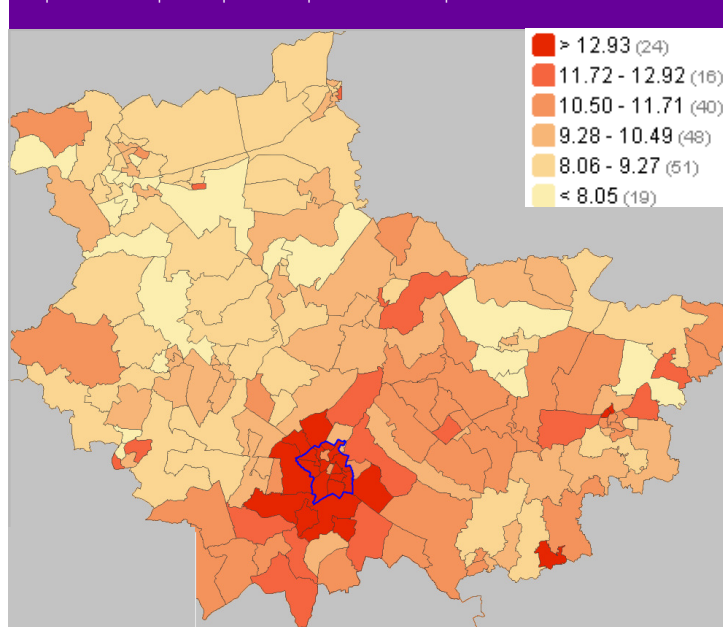 > 12.93 (24)
11.72 - 12.92 (16)
10.50 - 11.71 (40)
9.28 - 10.49 (48)
8.06 - 9.27 (51)
< 8.05 (19)